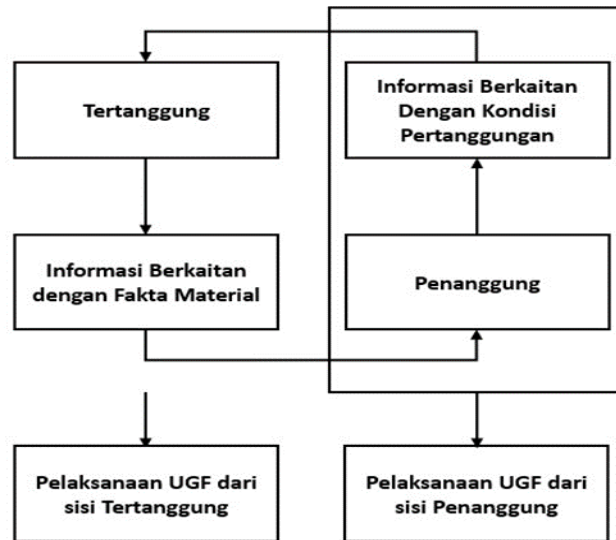 Tertanggung
Informasi Berkaitan
Dengan Kondisi
Pertanggungan
Informasi Berkaitan
dengan Fakta Material
Penanggung
Pelaksanaan UGF dari
sisi Tertanggung
Pelaksanaan UGF dari
sisi Penanggung